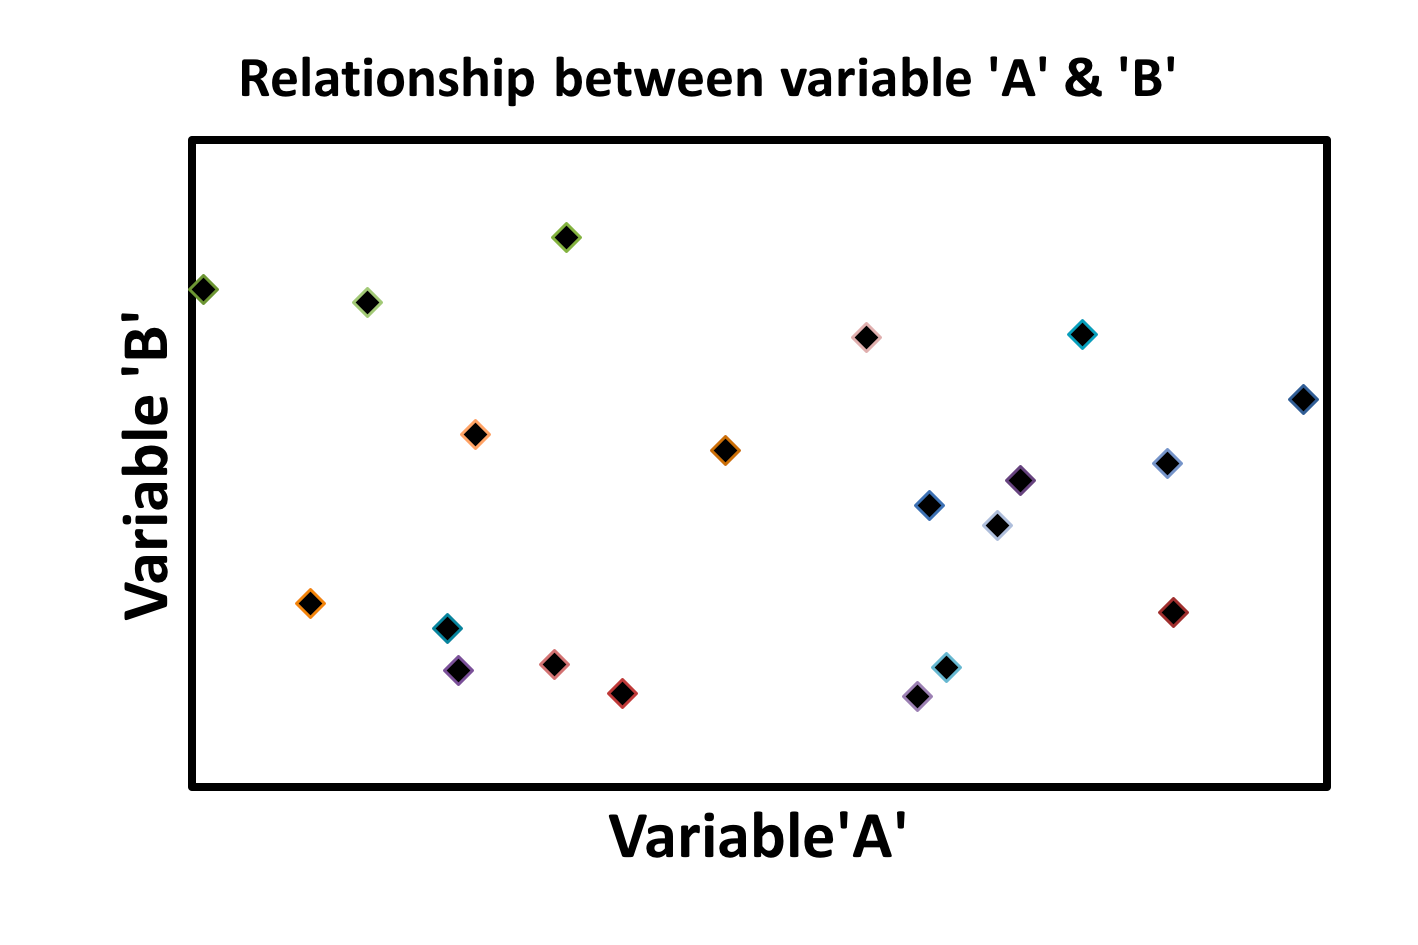 Relationship between variable 'A' & 'B'
Variable 'B'
Variable'A'